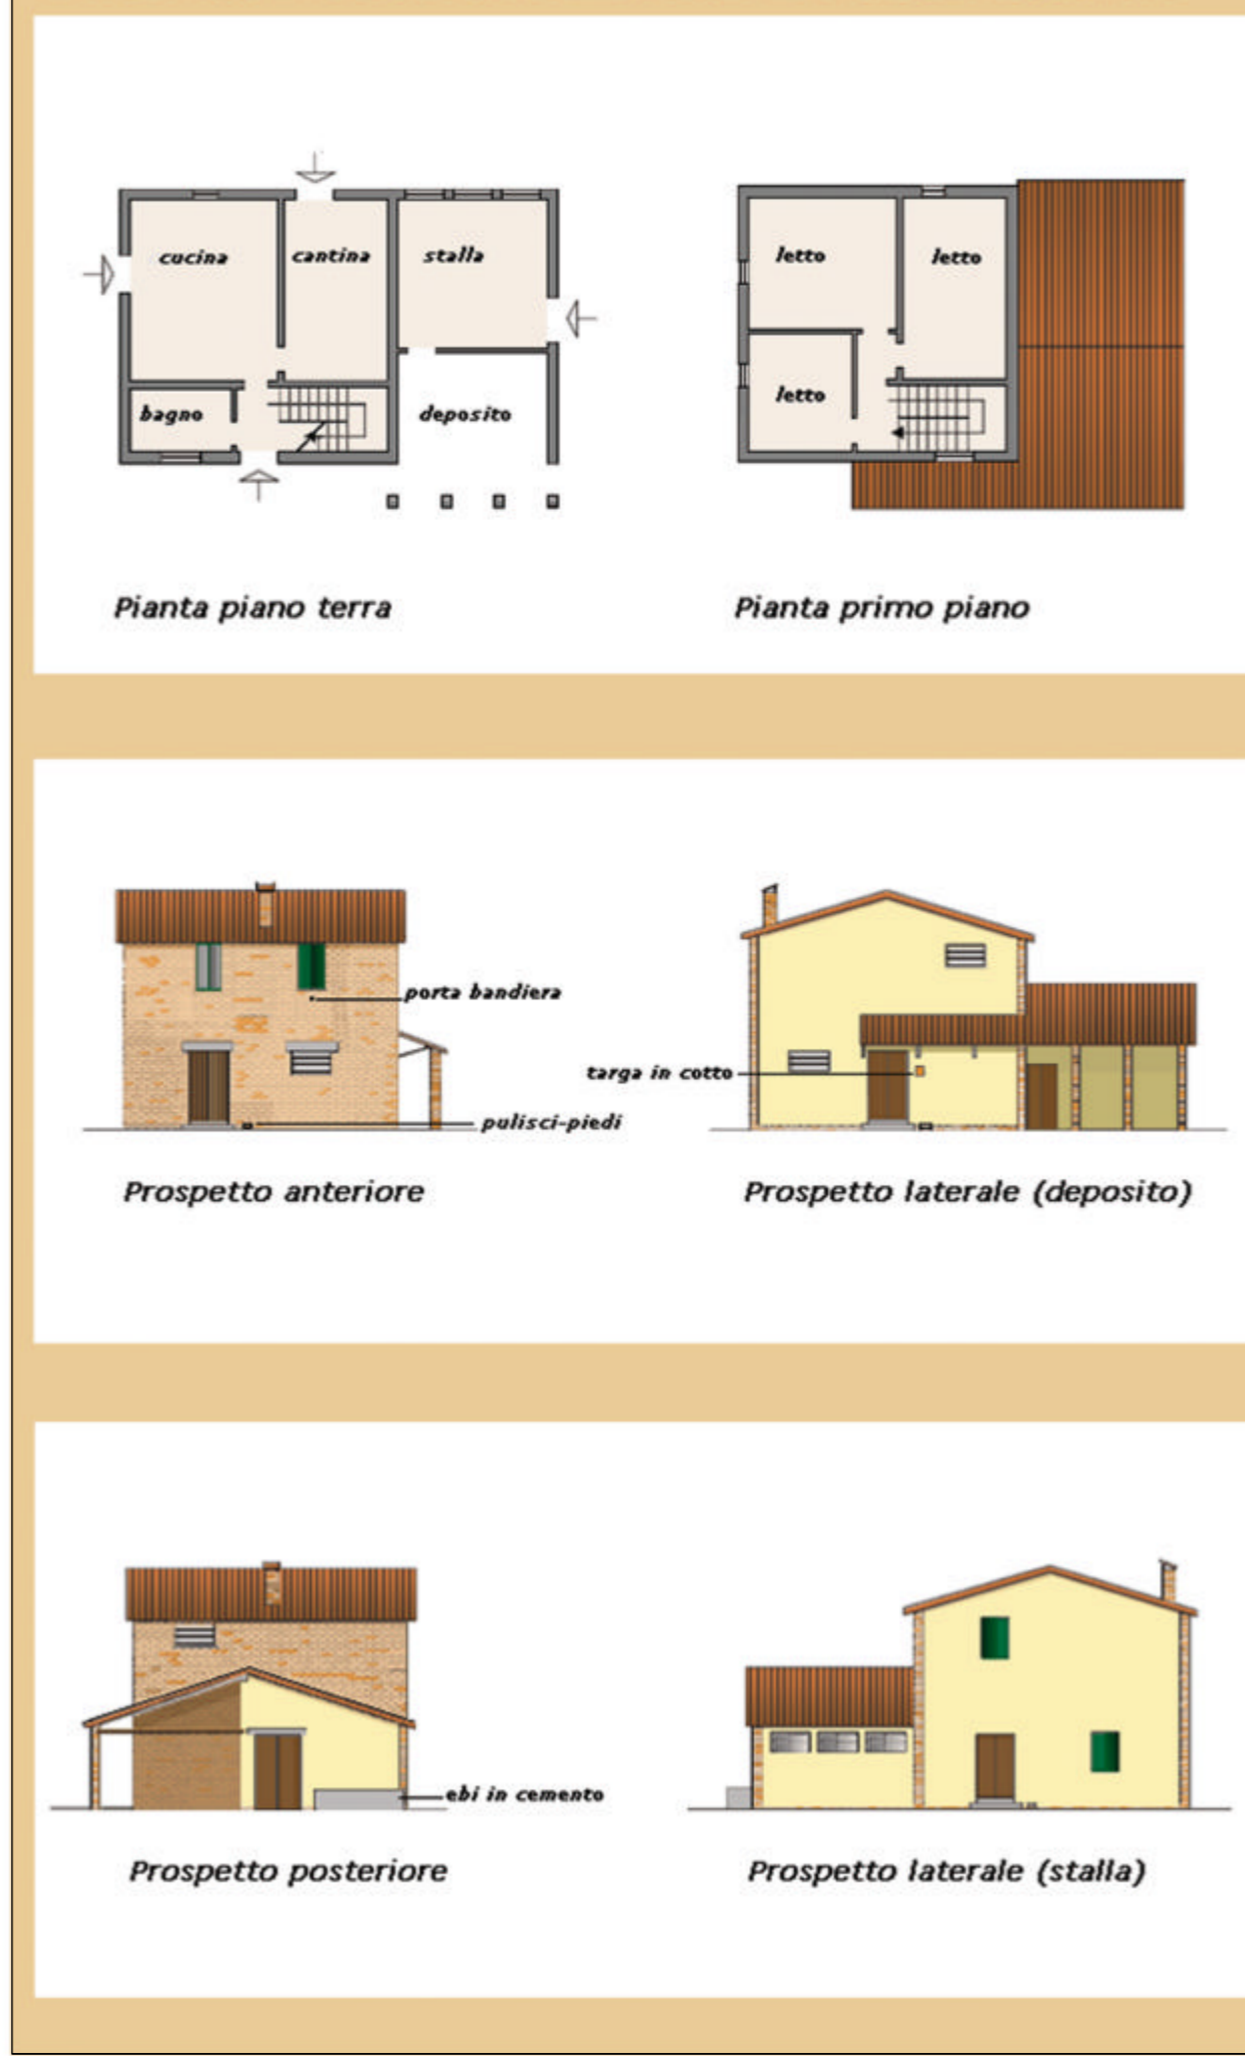 cucina cantina stalla
bagno deposito
letto letto
letto
Pianta piano terra
Pianta primo piano
porta bandiera
targa in cotto
pulisci-piedi
Prospetto anteriore
Prospetto laterale (deposito)
ebi in cemento
Prospetto posteriore
Prospetto laterale (stalla)